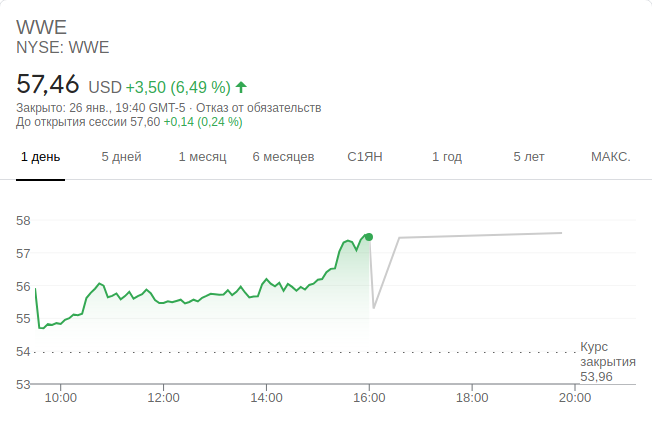 WWE
NYSE: WWE
57,46 USD +3,50 (6,49 %)
Закрыто: 26 янв., 19:40 GMT-5 · Отказ от обязательств
До открытия сессии 57,60 +0,14 (0,24 %)
1 день 5 дней 1 месяц 6 месяцев С1ЯН 1 год 5 лет МАКС.
58
57
56
55
54
Курс
закрытия
53,96
53
10:00 12:00 14:00 16:00 18:00 20:00